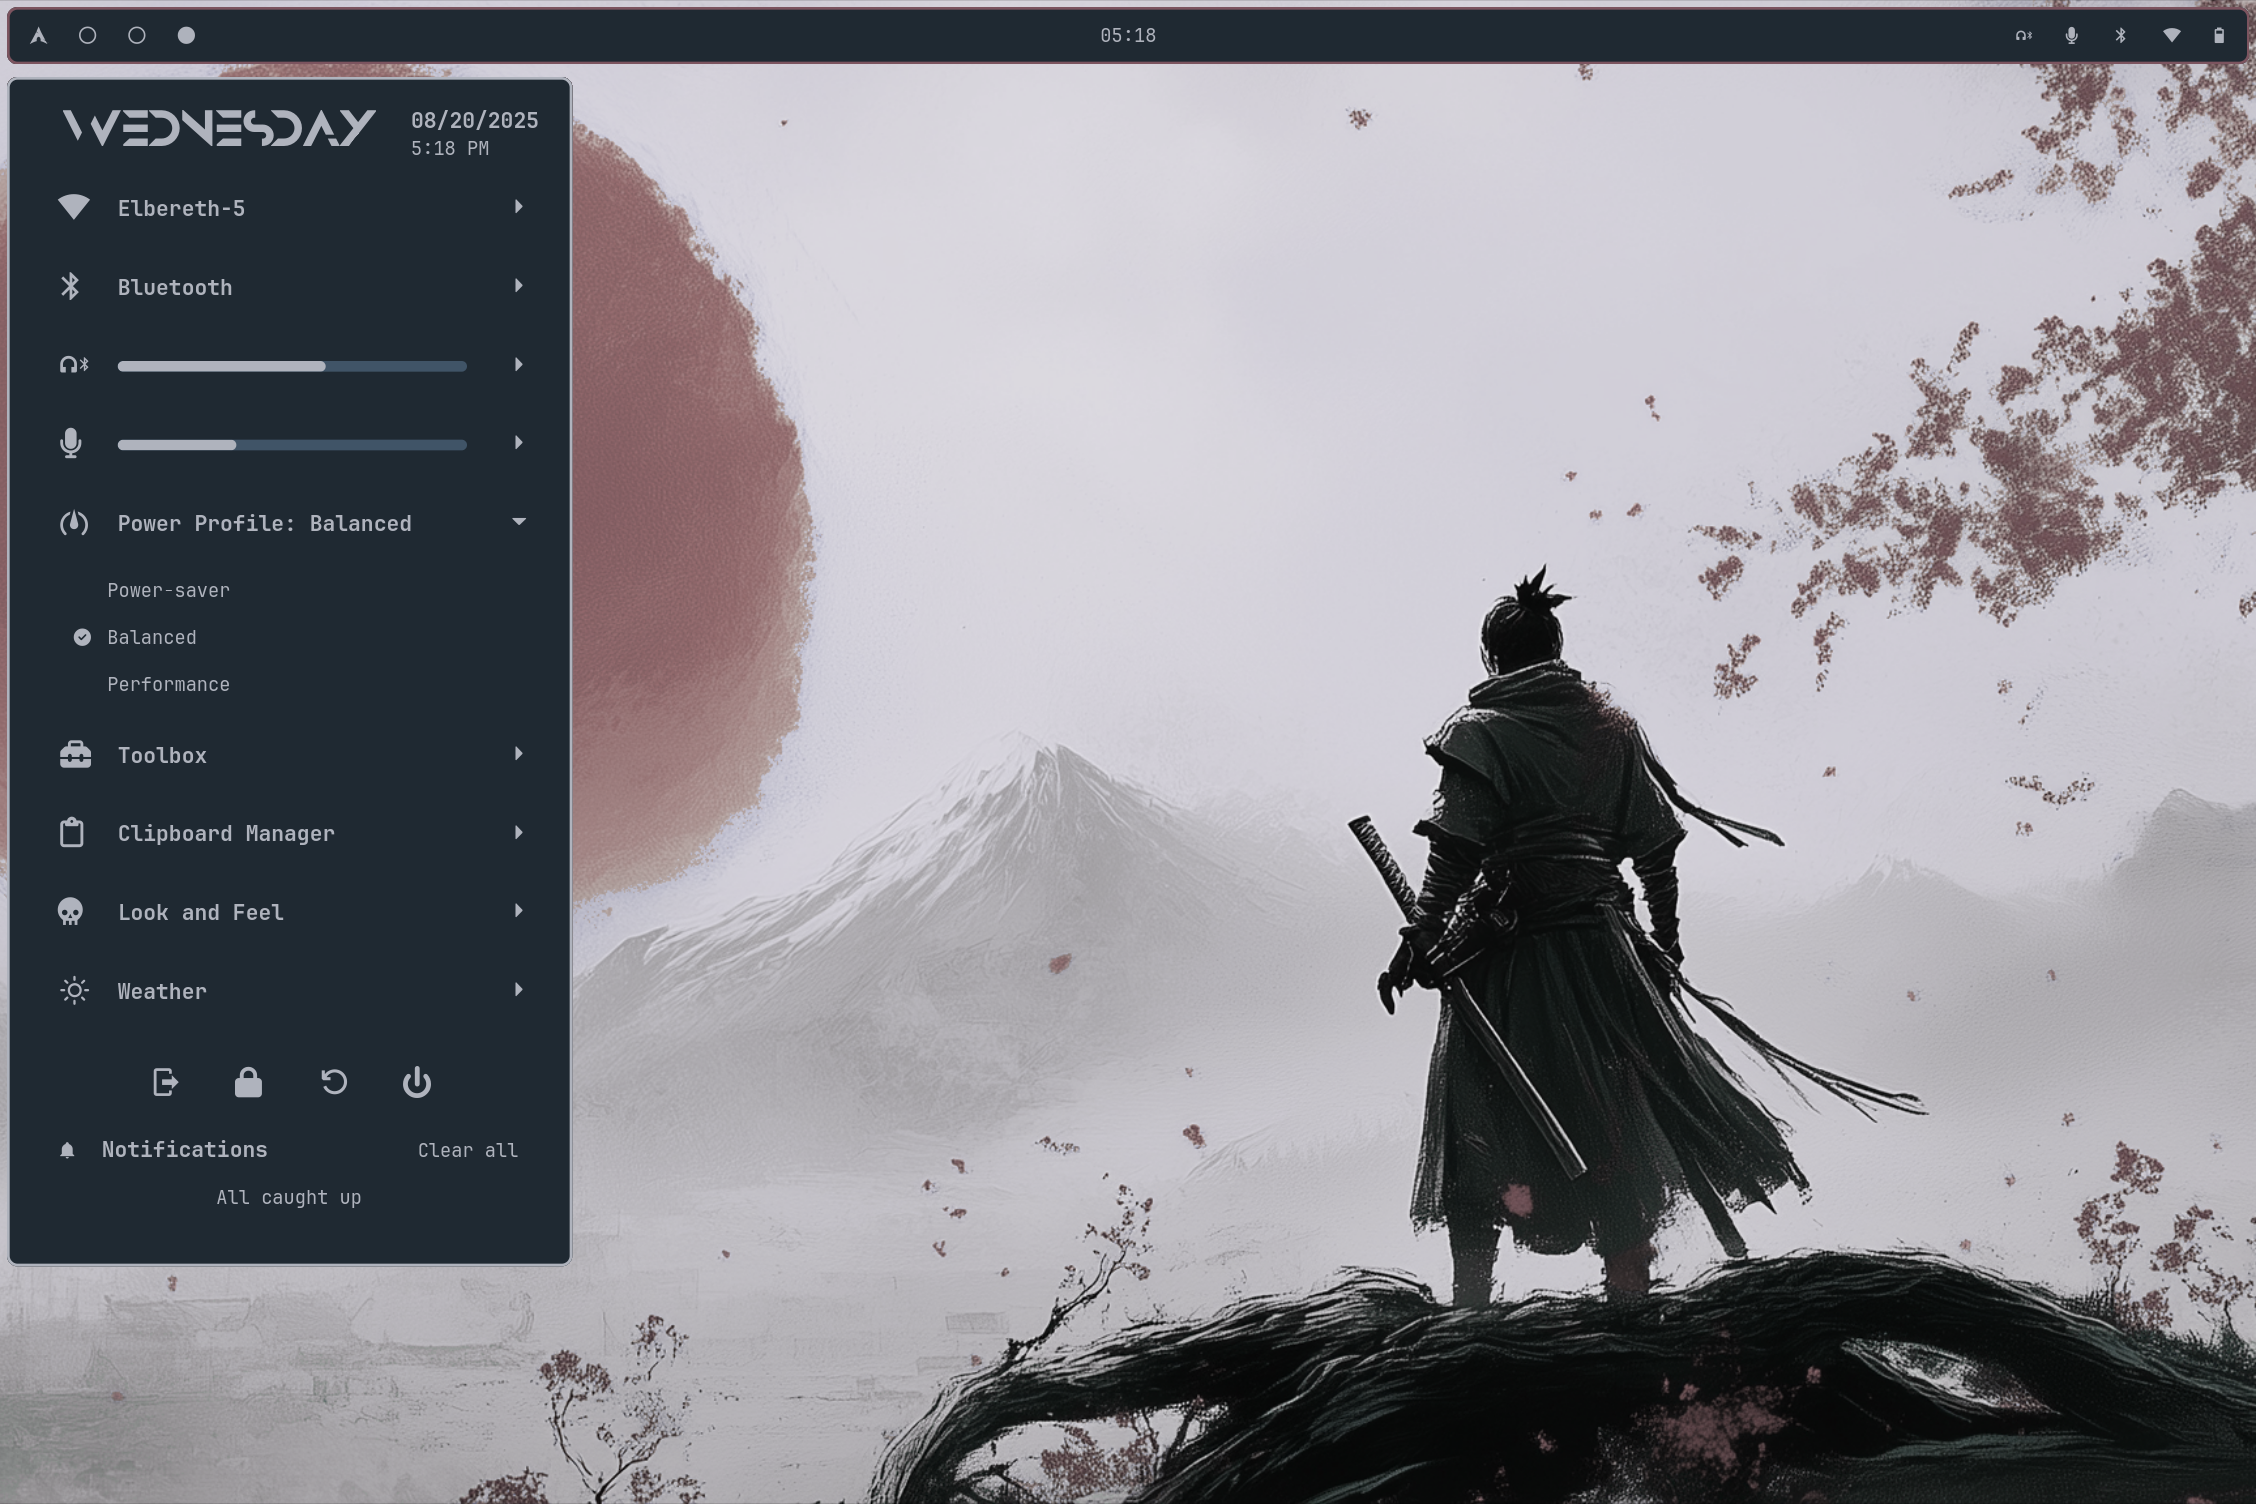 05:18
WEDNESDAY
08/20/2025
5:18 PM
Elbereth-5
Bluetooth
Power Profile: Balanced
Power-saver
Balanced
Performance
Toolbox
Clipboard Manager
Look and Feel
Weather
Notifications
Clear all
All caught up